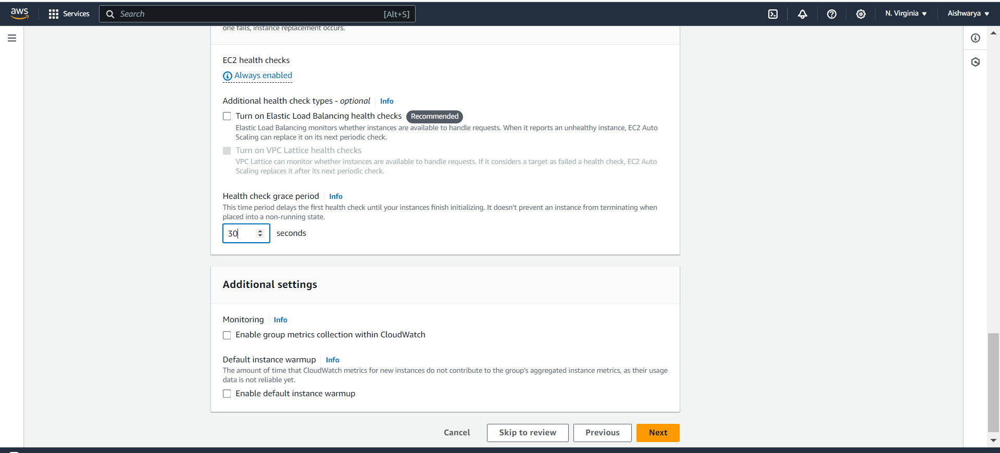 aws Services Search [Alt+S] N. Virginia Aishwarya
one fails, instance replacement occurs.
EC2 health checks
Always enabled
Additional health check types - optional Info
Turn on Elastic Load Balancing health checks Recommended
Elastic Load Balancing monitors whether instances are available to handle requests. When it reports an unhealthy instance, EC2 Auto
Scaling can replace it on its next periodic check.
Turn on VPC Lattice health checks
VPC Lattice can monitor whether instances are available to handle requests. If it considers a target as failed a health check, EC2 Auto
Scaling replaces it after its next periodic check.
Health check grace period Info
This time period delays the first health check until your instances finish initializing. It doesn't prevent an instance from terminating when
placed into a non-running state.
30 seconds
Additional settings
Monitoring Info
Enable group metrics collection within CloudWatch
Default instance warmup Info
The amount of time that CloudWatch metrics for new instances do not contribute to the group's aggregated instance metrics, as their usage
data is not reliable yet.
Enable default instance warmup
Cancel Skip to review Previous Next